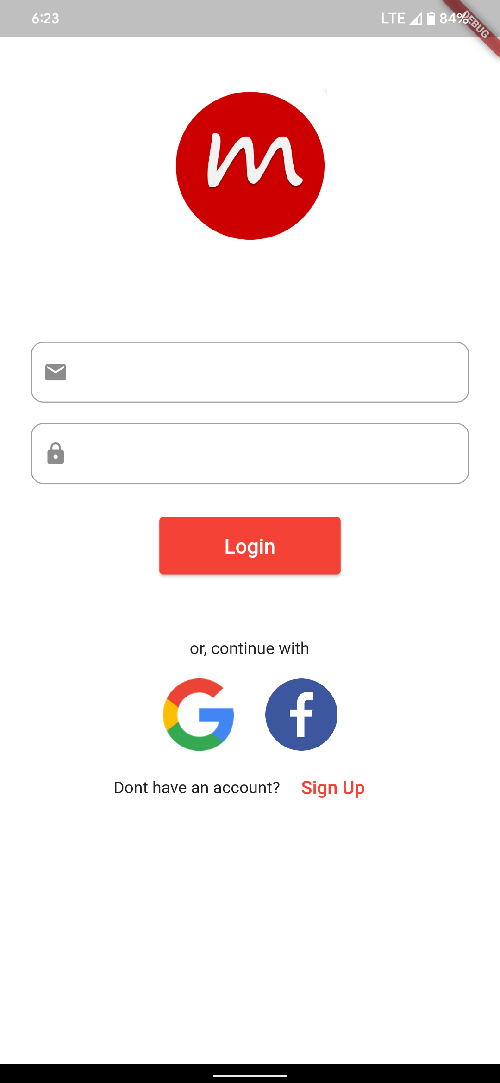 6:23
LTE 84%
DEBUG
m
Login
or, continue with
G f
Dont have an account? Sign Up